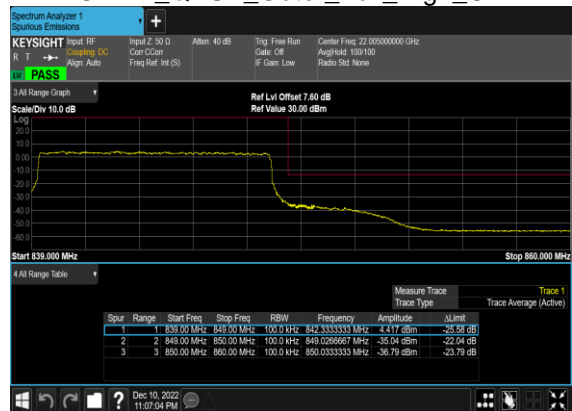 Spectrum Analyzer 1
Spurious Emissions
+
KEYSIGHT Input: RF Input Z: 50 Ω Atten: 40 dB Trig: Free Run Center Freq: 22.005000000 GHz
R T Coupling: DC Corr CCorr Gate: Off Avg|Hold: 100/100
Align: Auto Freq Ref: Int (S) IF Gain: Low Radio Std: None
LW PASS
3 All Range Graph
Ref Lvl Offset 7.60 dB
Scale/Div 10.0 dB Ref Value 30.00 dBm
Log
20.0
10.0
0.00
-10.0
-20.0
-30.0
-40.0
-50.0
-60.0
Start 839.000 MHz Stop 860.000 MHz
4 All Range Table
Measure Trace Trace 1
Trace Type Trace Average (Active)
Spur Range Start Freq Stop Freq RBW Frequency Amplitude ΔLimit
1 1 839.00 MHz 849.00 MHz 100.0 kHz 842.3333333 MHz 4.417 dBm -25.58 dB
2 2 849.00 MHz 850.00 MHz 100.0 kHz 849.0266667 MHz -35.04 dBm -22.04 dB
3 3 850.00 MHz 860.00 MHz 100.0 kHz 850.0333333 MHz -36.79 dBm -23.79 dB
? Dec 10, 2022
11:07:04 PM